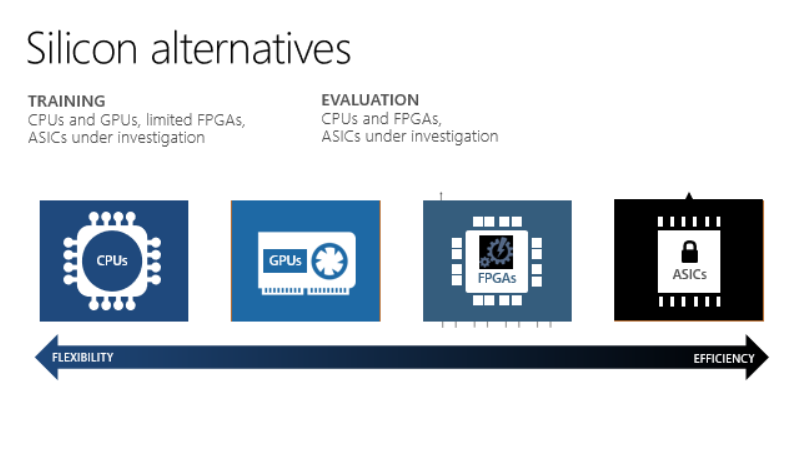 Silicon alternatives
TRAINING
CPUs and GPUs, limited FPGAs,
ASICs under investigation
EVALUATION
CPUs and FPGAs,
ASICs under investigation
CPUs
GPUs
FPGAs
ASICs
FLEXIBILITY
EFFICIENCY